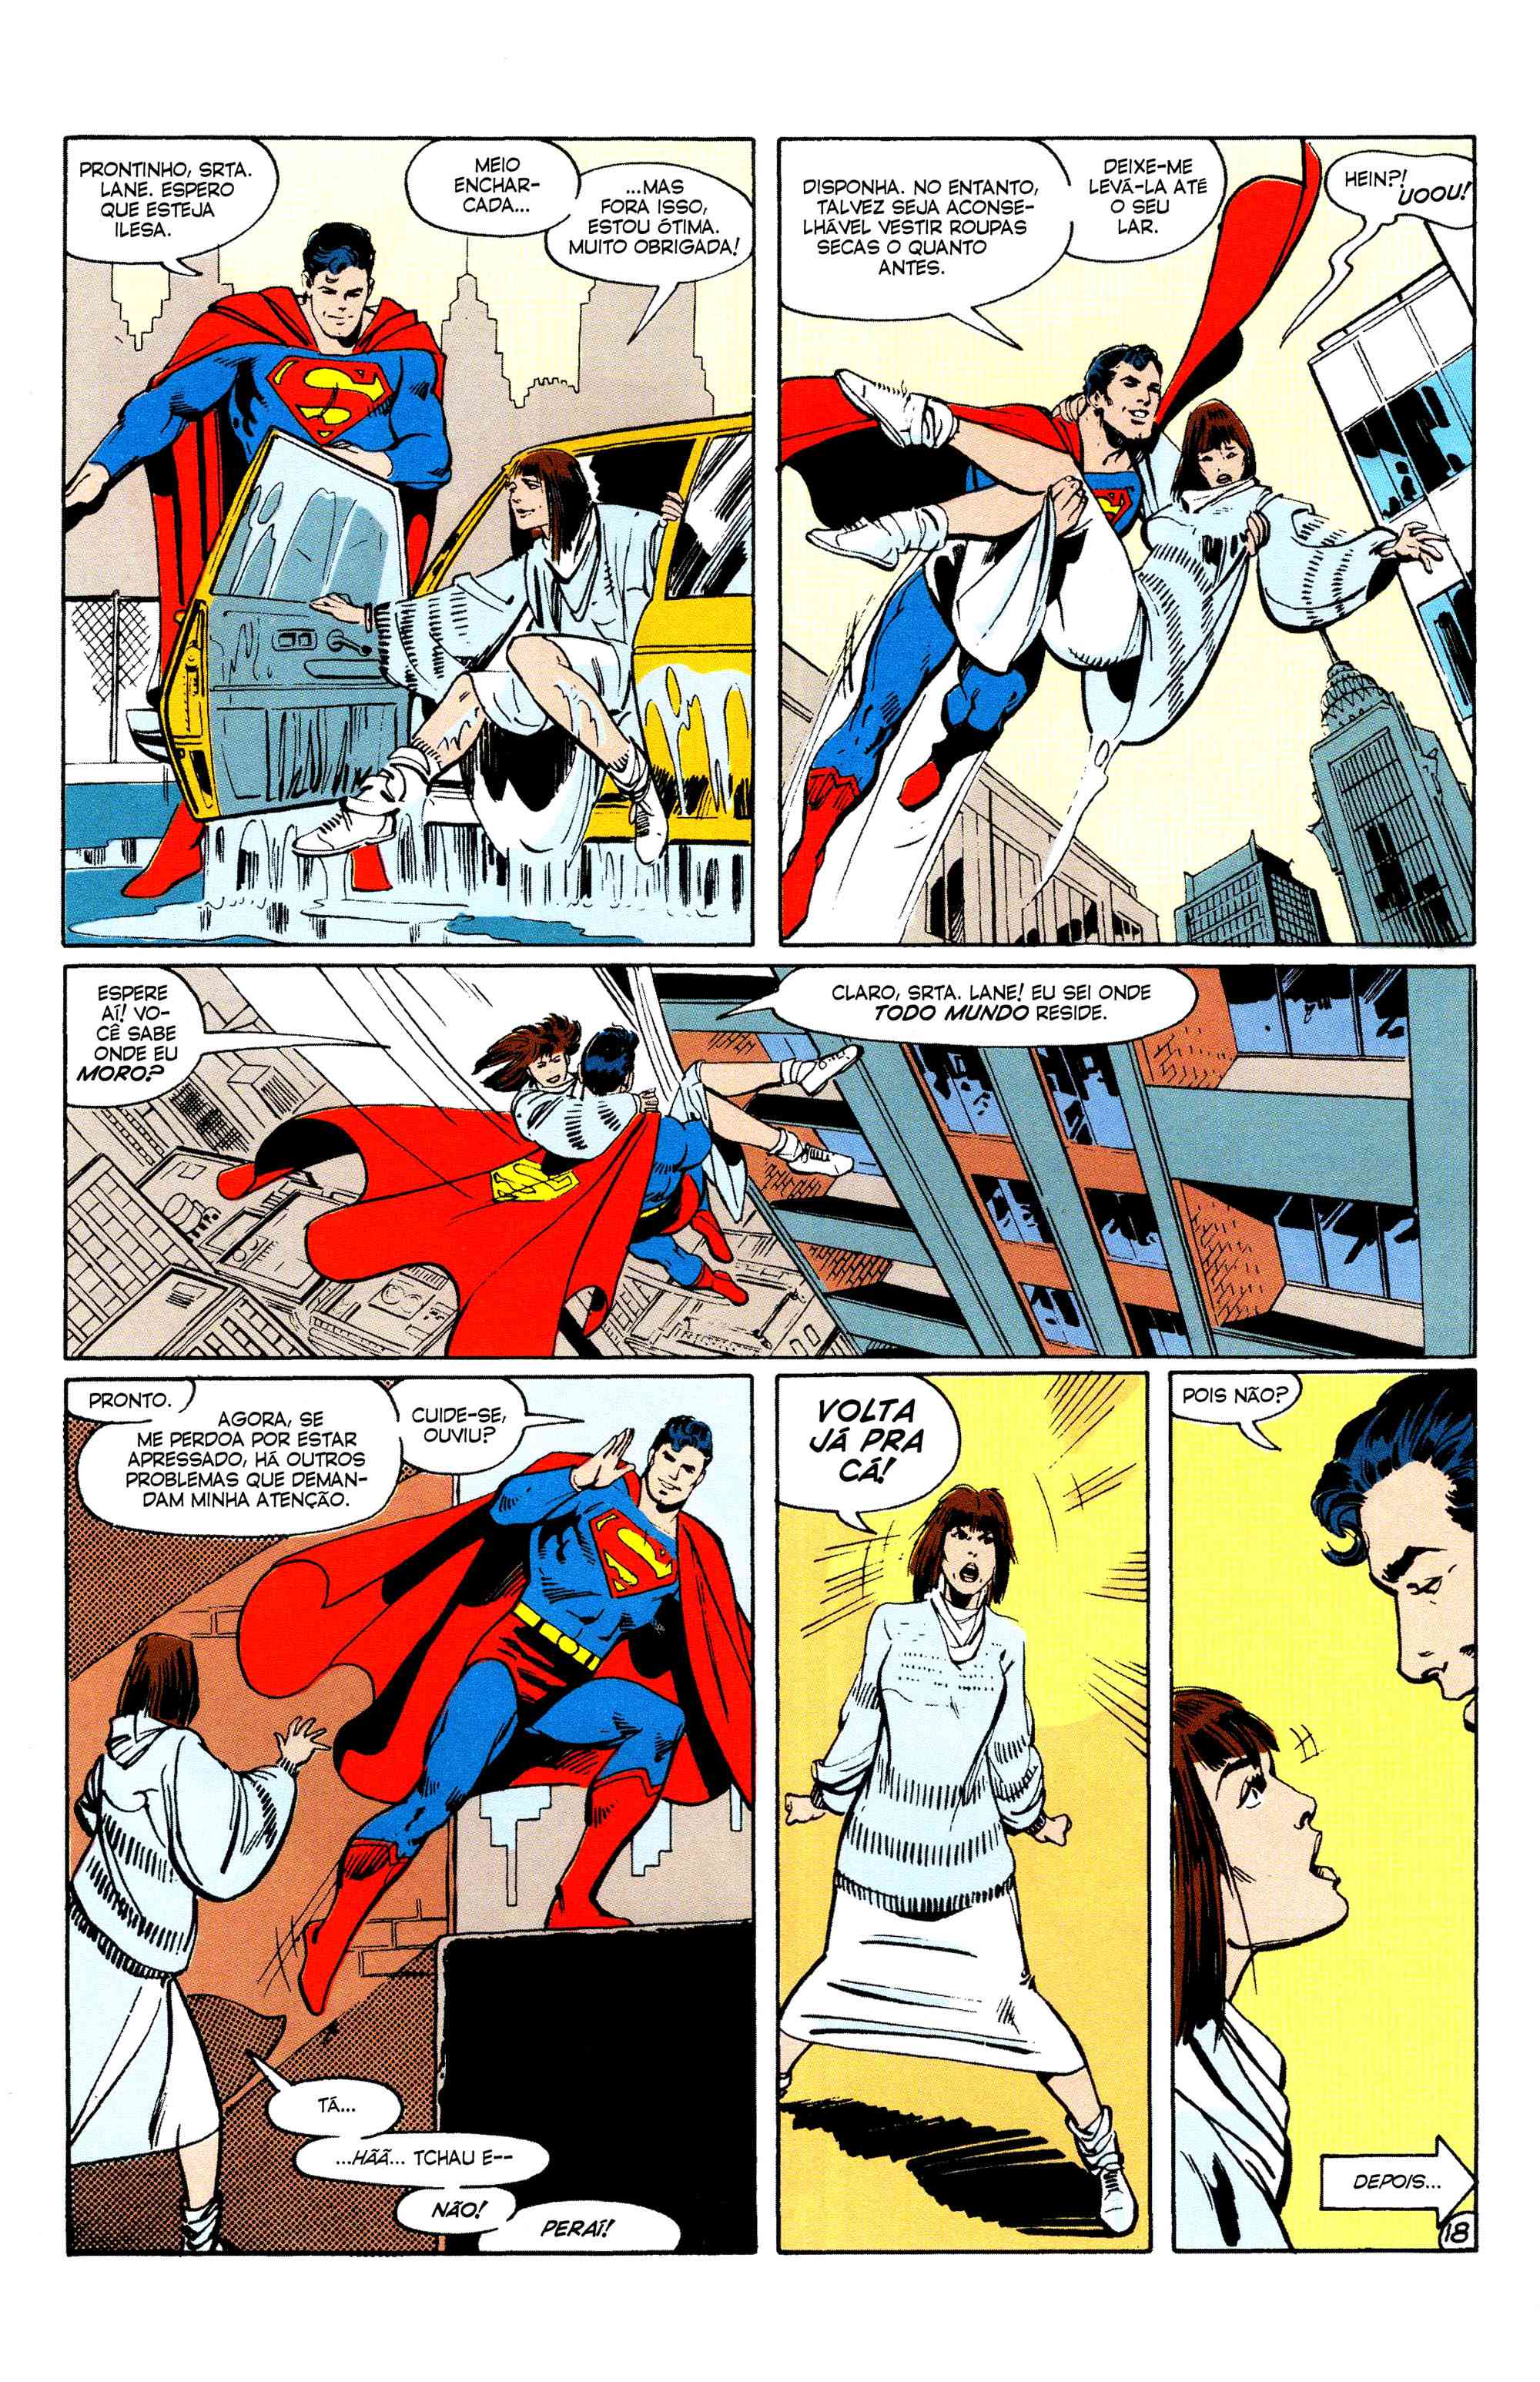 PRONTINHO, SRTA.
LANE. ESPERO
QUE ESTEJA
ILESA.
MEIO
ENCHAR-
CADA...
...MAS
FORA ISSO,
ESTOU ÓTIMA.
MUITO OBRIGADA!
DISPONHA. NO ENTANTO,
TALVEZ SEJA ACONSE-
LHÁVEL VESTIR ROUPAS
SECAS O QUANTO
ANTES.
DEIXE-ME
LEVÁ-LA ATÉ
O SEU
LAR.
HEIN?!
UOOU!
ESPERE
AÍ! VO-
CÊ SABE
ONDE EU
MORO?
CLARO, SRTA. LANE! EU SEI ONDE
TODO MUNDO RESIDE.
PRONTO.
AGORA, SE
ME PERDOA POR ESTAR
APRESSADO, HÁ OUTROS
PROBLEMAS QUE DEMAN-
DAM MINHA ATENÇÃO.
CUIDE-SE,
OUVIU?
TÁ...
...HÃÃ... TCHAU E--
NÃO!
PERAÍ!
VOLTA
JÁ PRA
CÁ!
POIS NÃO?
DEPOIS...
18